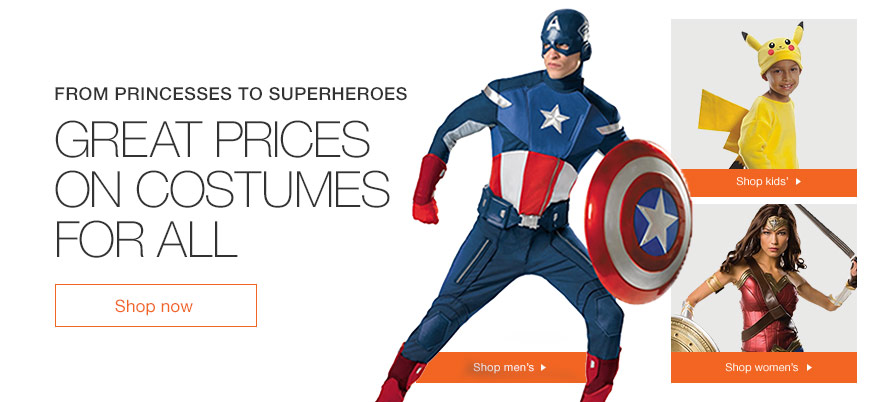 FROM PRINCESSES TO SUPERHEROES
GREAT PRICES
ON COSTUMES
FOR ALL
Shop now
A
Shop men's
Shop kids'
Shop women's